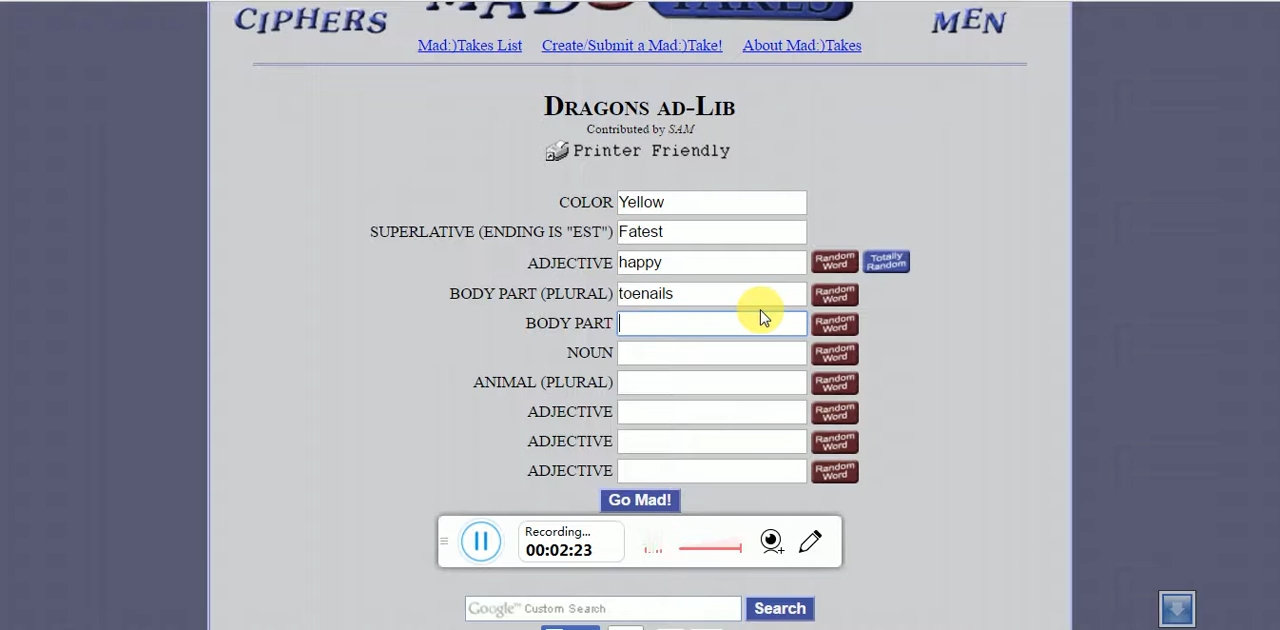 CIPHERS
MAD TAKES
MEN
Mad:)Takes List Create/Submit a Mad:)Take! About Mad:)Takes
DRAGONS AD-LIB
Contributed by SAM
Printer Friendly
COLOR Yellow
SUPERLATIVE (ENDING IS "EST") Fatest
ADJECTIVE happy Random Word Totally Random
BODY PART (PLURAL) toenails Random Word
BODY PART Random Word
NOUN Random Word
ANIMAL (PLURAL) Random Word
ADJECTIVE Random Word
ADJECTIVE Random Word
ADJECTIVE Random Word
Go Mad!
Recording...
00:02:23
Google™ Custom Search Search